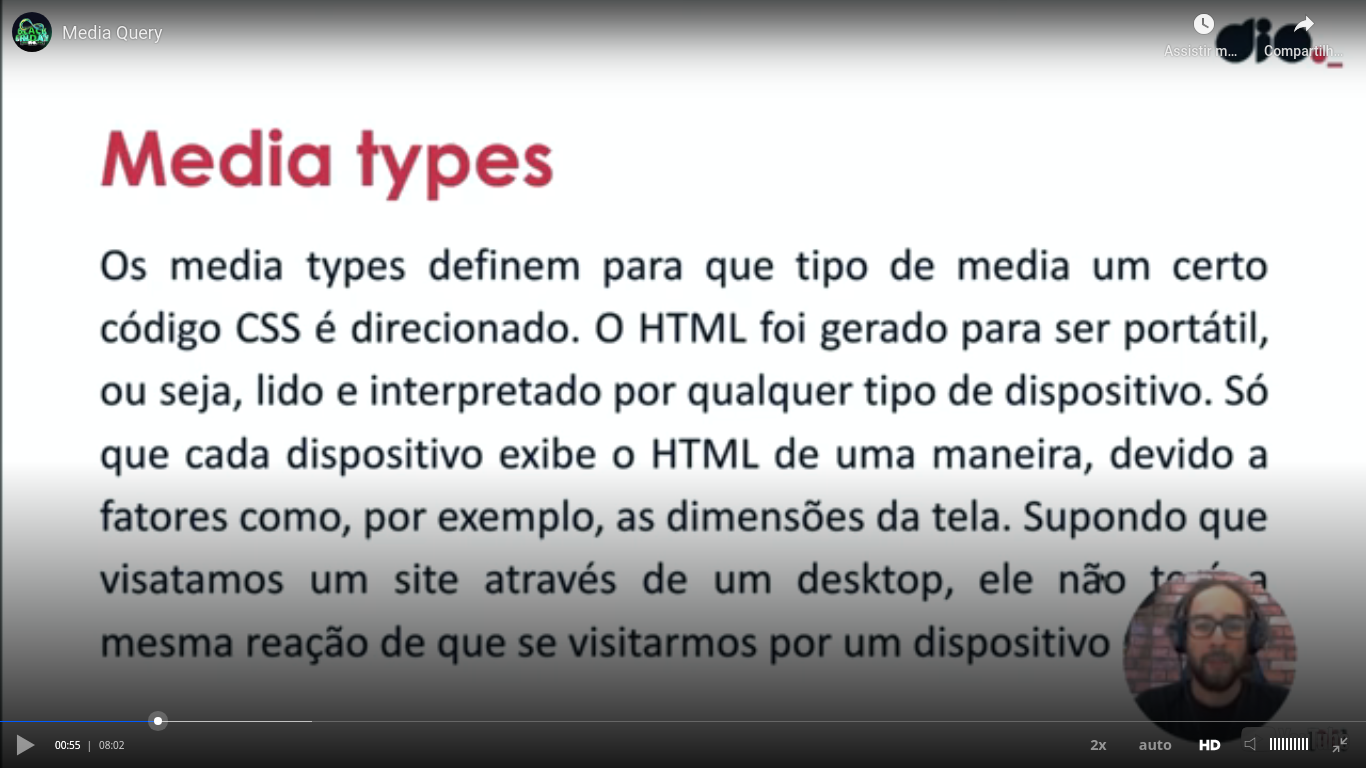 Media Query
Assistir m...
Compartilh...
dio._
Media types
Os media types definem para que tipo de media um certo
código CSS é direcionado. O HTML foi gerado para ser portátil,
ou seja, lido e interpretado por qualquer tipo de dispositivo. Só
que cada dispositivo exibe o HTML de uma maneira, devido a
fatores como, por exemplo, as dimensões da tela. Supondo que
visatamos um site através de um desktop, ele não a
mesma reação de que se visitarmos por um dispositivo
00:55 | 08:02
2x auto HD